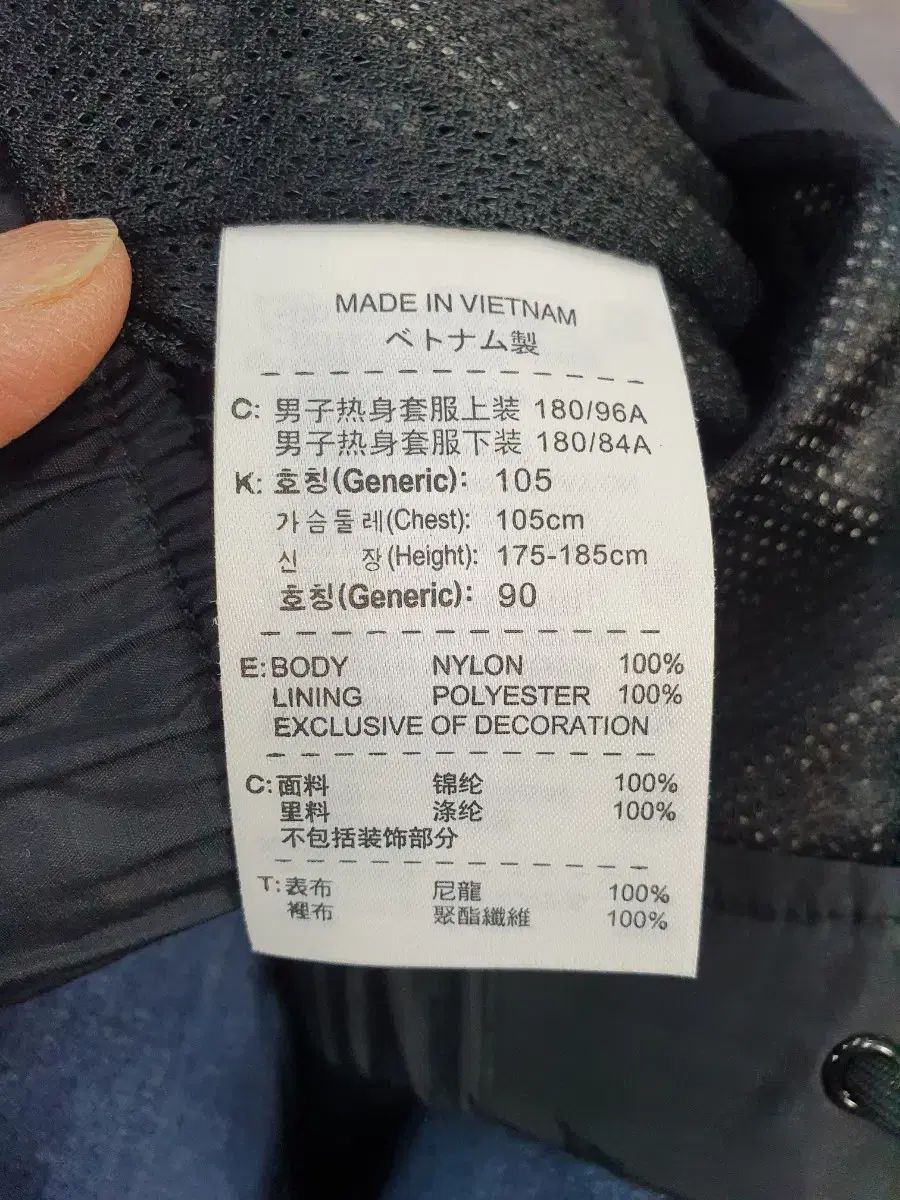 MADE IN VIETNAM
ベトナム製
C: 男子热身套服上装 180/96A
男子热身套服下装 180/84A
K: 호칭(Generic): 105
가슴둘레(Chest): 105cm
신 장(Height): 175-185cm
호칭(Generic): 90
E: BODY NYLON 100%
LINING POLYESTER 100%
EXCLUSIVE OF DECORATION
C: 面料 锦纶 100%
里料 涤纶 100%
不包括装饰部分
T: 表布 尼龍 100%
裡布 聚酯纖維 100%